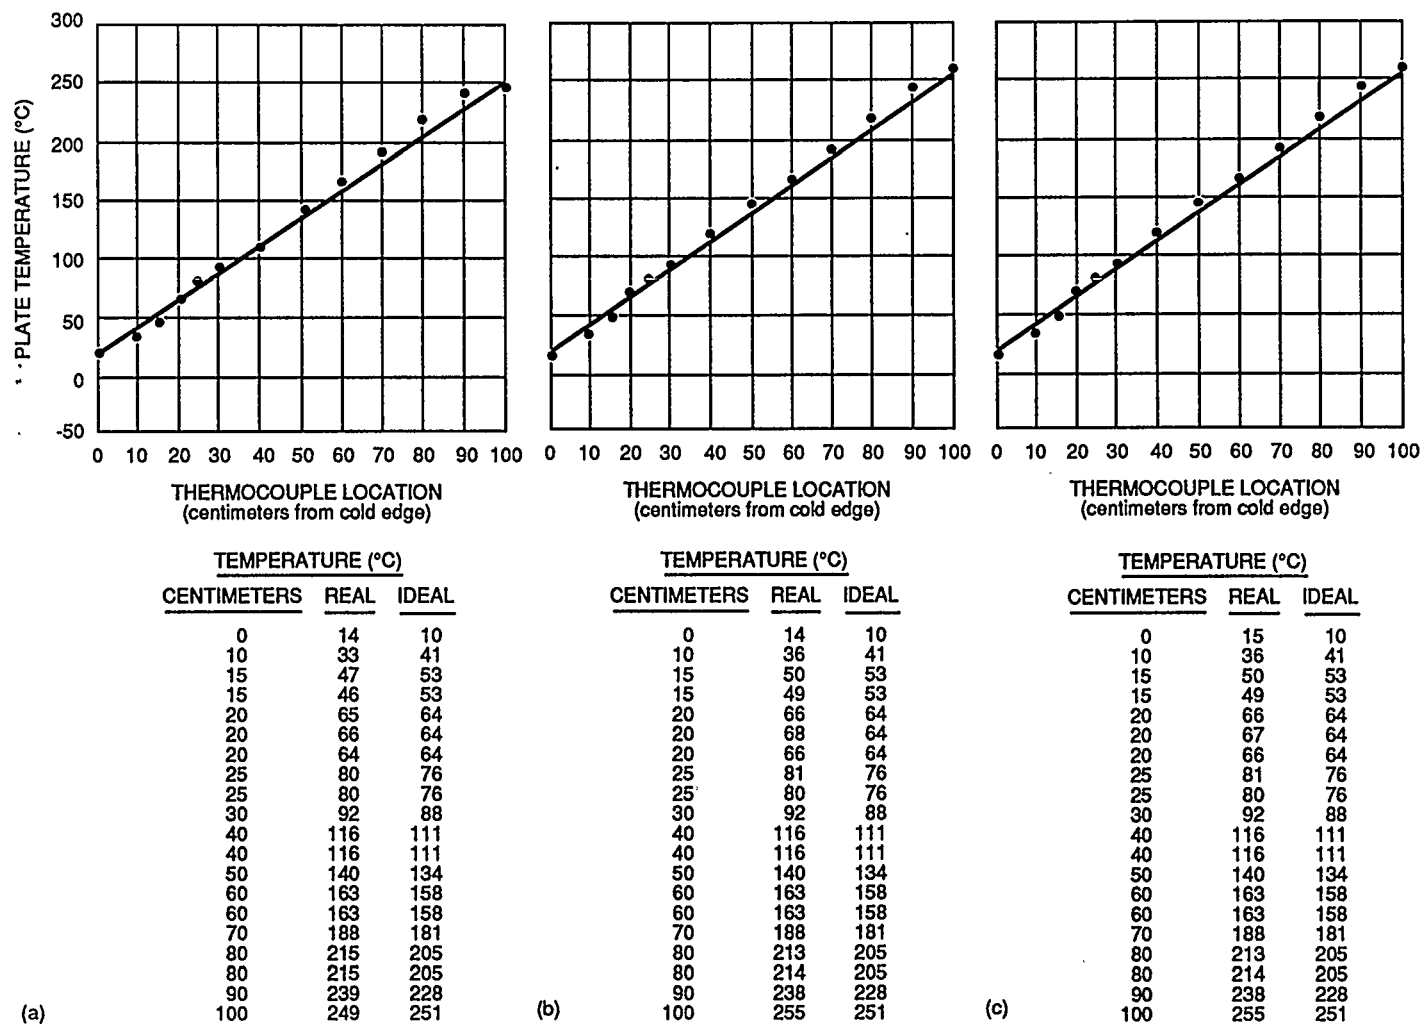 300
250
200
150
100
50
0
-50
PLATE TEMPERATURE (°C)
0 10 20 30 40 50 60 70 80 90 100
THERMOCOUPLE LOCATION
(centimeters from cold edge)
TEMPERATURE (°C)
CENTIMETERS REAL IDEAL
0 14 10
10 33 41
15 47 53
15 46 53
20 65 64
20 66 64
20 64 64
25 80 76
25 80 76
30 92 88
40 116 111
40 116 111
50 140 134
60 163 158
60 163 158
70 188 181
80 215 205
80 215 205
90 239 228
100 249 251
(a)
0 10 20 30 40 50 60 70 80 90 100
THERMOCOUPLE LOCATION
(centimeters from cold edge)
TEMPERATURE (°C)
CENTIMETERS REAL IDEAL
0 14 10
10 36 41
15 50 53
15 49 53
20 66 64
20 68 64
20 66 64
25 81 76
25 80 76
30 92 88
40 116 111
40 116 111
50 140 134
60 163 158
60 163 158
70 188 181
80 213 205
80 214 205
90 238 228
100 255 251
(b)
0 10 20 30 40 50 60 70 80 90 100
THERMOCOUPLE LOCATION
(centimeters from cold edge)
TEMPERATURE (°C)
CENTIMETERS REAL IDEAL
0 15 10
10 36 41
15 50 53
15 49 53
20 66 64
20 67 64
20 66 64
25 81 76
25 80 76
30 92 88
40 116 111
40 116 111
50 140 134
60 163 158
60 163 158
70 188 181
80 213 205
80 214 205
90 238 228
100 255 251
(c)